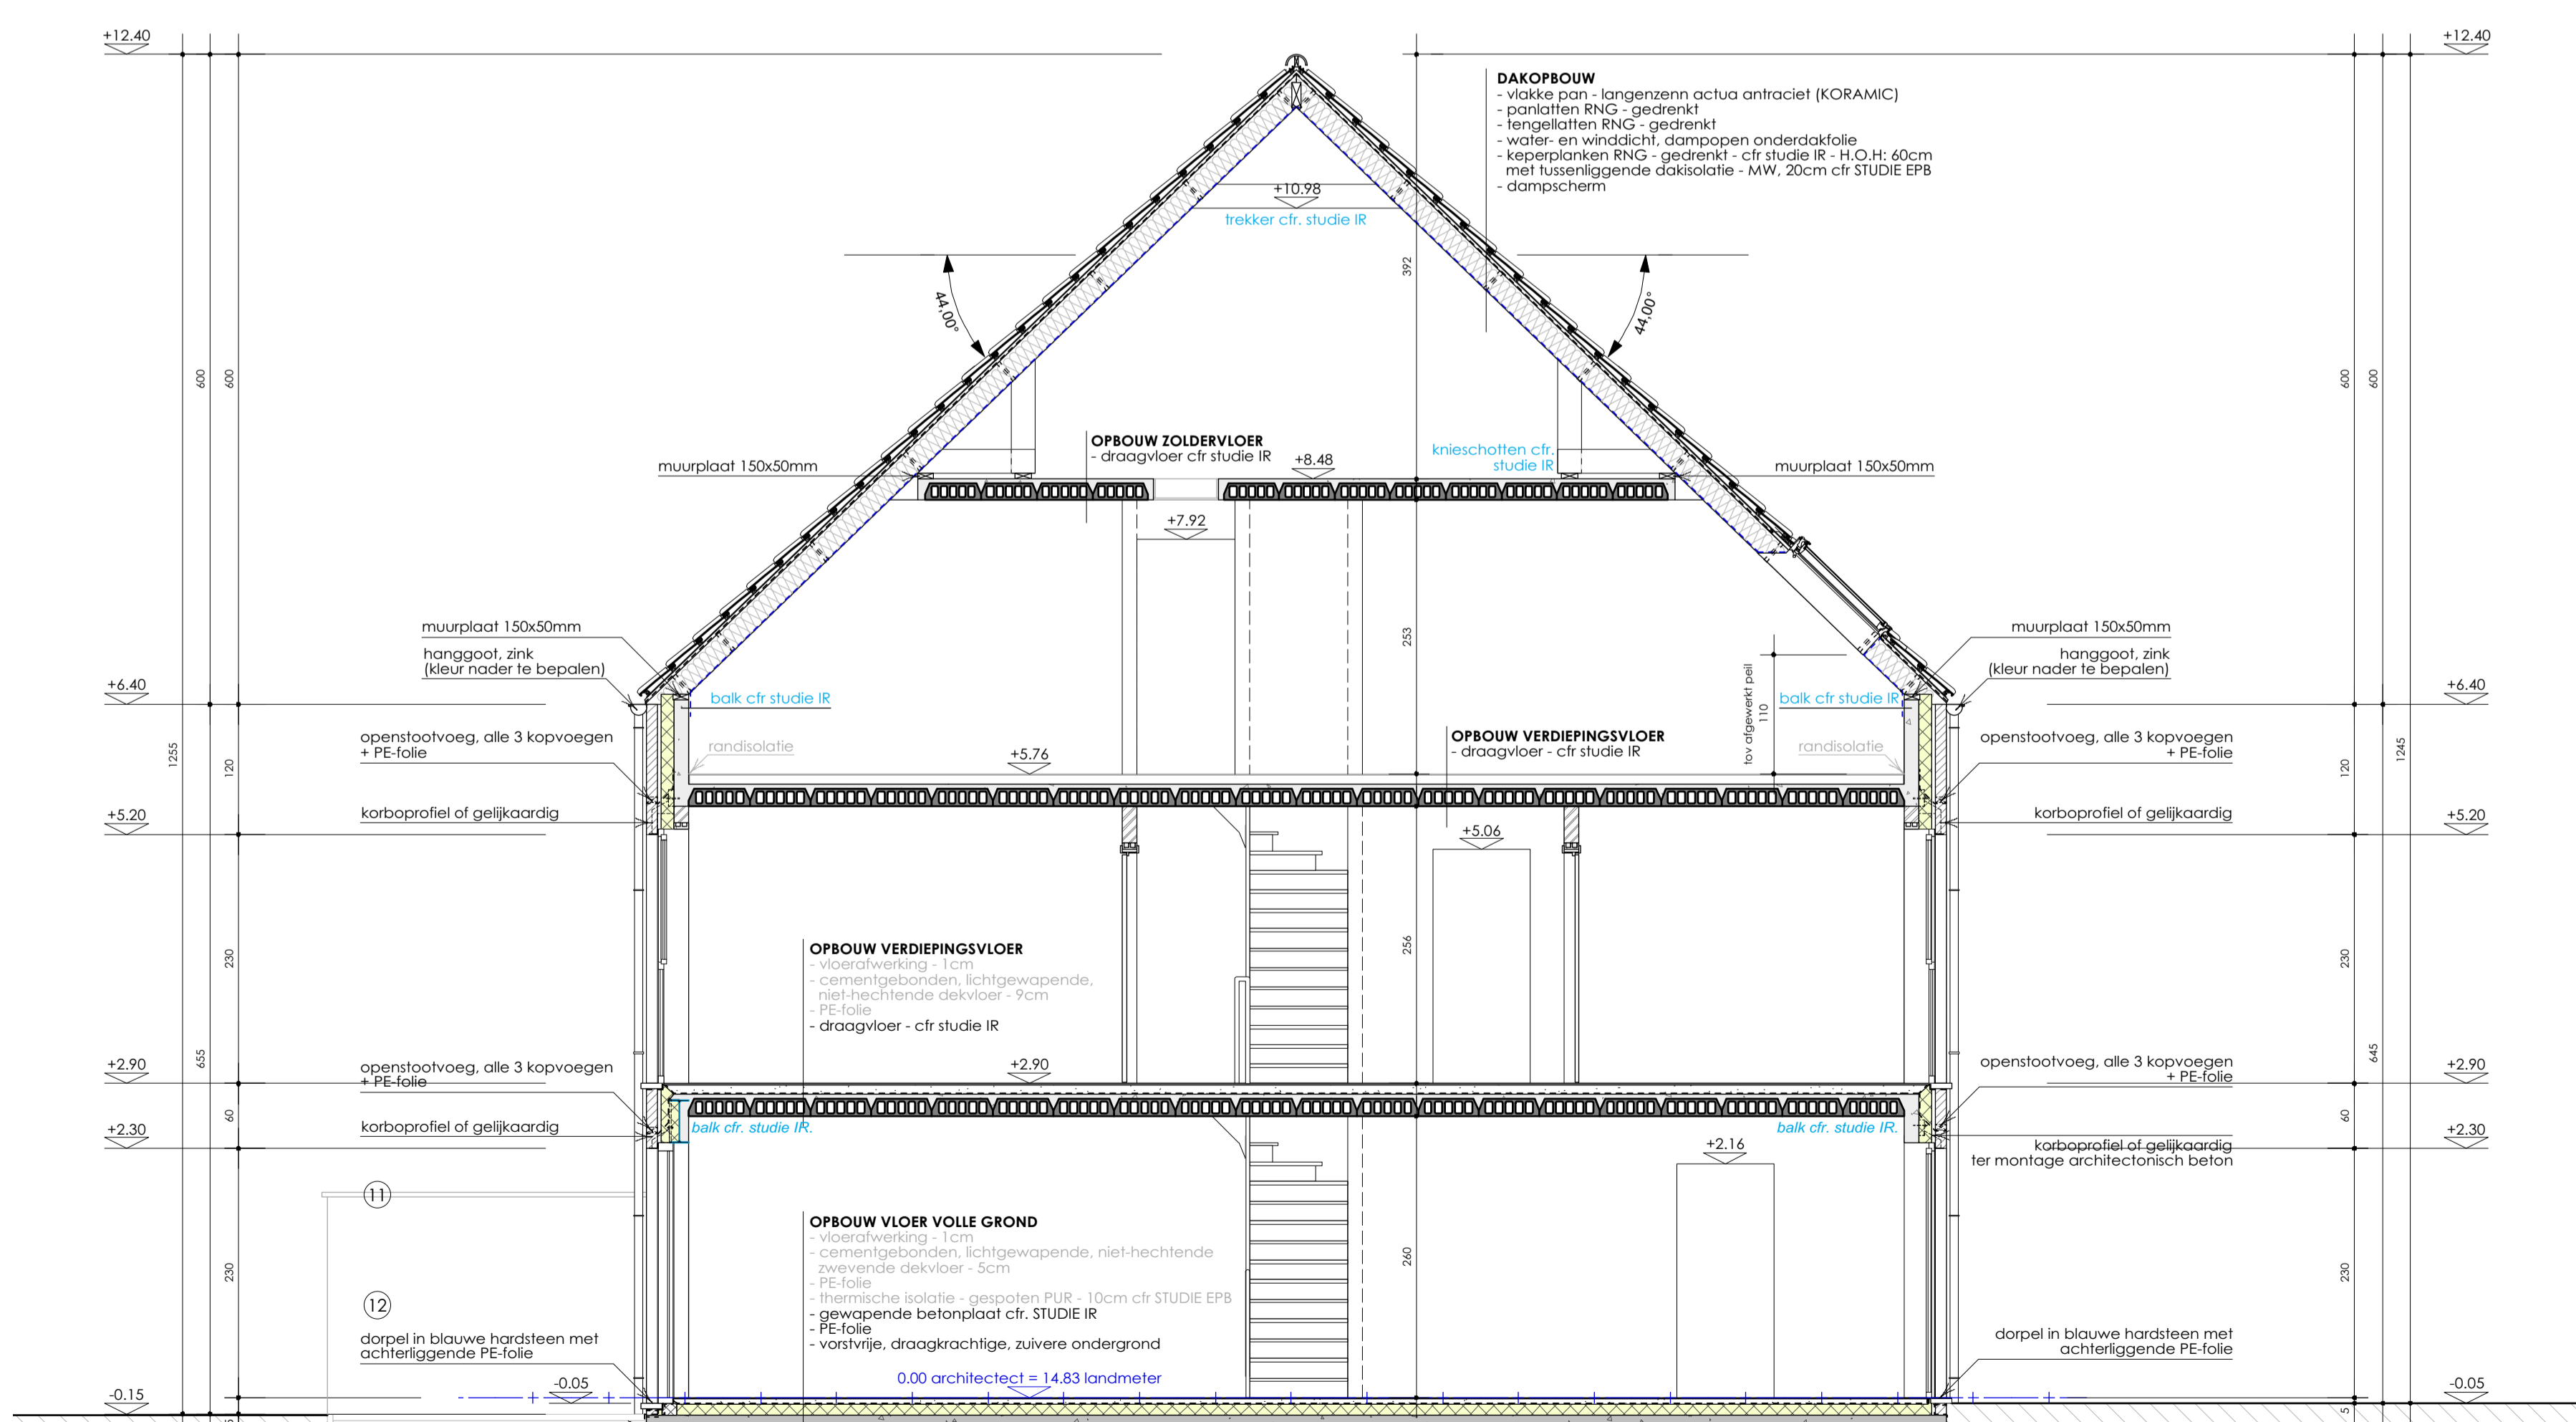 +12.40
+12.40
DAKOPBOUW
- vlakke pan - langenzenn actua antraciet (KORAMIC)
- panlatten RNG - gedrenkt
- tengellatten RNG - gedrenkt
- water- en winddicht, dampopen onderdakfolie
- keperplanken RNG - gedrenkt - cfr studie IR - H.O.H: 60cm
met tussenliggende dakisolatie - MW, 20cm cfr STUDIE EPB
- dampscherm
+10.98
trekker cfr. studie IR
392
44,00°
44,00°
600
600
600
600
OPBOUW ZOLDERVLOER
- draagvloer cfr studie IR
+8.48
knieschotten cfr.
studie IR
muurplaat 150x50mm
muurplaat 150x50mm
+7.92
muurplaat 150x50mm
hanggoot, zink
(kleur nader te bepalen)
253
muurplaat 150x50mm
hanggoot, zink
(kleur nader te bepalen)
+6.40
+6.40
balk cfr studie IR
balk cfr studie IR
tov afgewerkt peil
110
openstootvoeg, alle 3 kopvoegen
+ PE-folie
randisolatie
+5.76
OPBOUW VERDIEPINGSVLOER
- draagvloer - cfr studie IR
randisolatie
openstootvoeg, alle 3 kopvoegen
+ PE-folie
1255
120
120
1245
korboprofiel of gelijkaardig
korboprofiel of gelijkaardig
+5.20
+5.20
+5.06
OPBOUW VERDIEPINGSVLOER
- vloerafwerking - 1cm
- cementgebonden, lichtgewapende,
niet-hechtende dekvloer - 9cm
- PE-folie
- draagvloer - cfr studie IR
230
256
230
655
645
+2.90
+2.90
+2.90
openstootvoeg, alle 3 kopvoegen
+ PE-folie
openstootvoeg, alle 3 kopvoegen
+ PE-folie
60
60
korboprofiel of gelijkaardig
balk cfr. studie IR.
balk cfr. studie IR.
+2.30
+2.30
korboprofiel of gelijkaardig
ter montage architectonisch beton
+2.16
11
OPBOUW VLOER VOLLE GROND
- vloerafwerking - 1cm
- cementgebonden, lichtgewapende, niet-hechtende
zwevende dekvloer - 5cm
- PE-folie
- thermische isolatie - gespoten PUR - 10cm cfr STUDIE EPB
- gewapende betonplaat cfr. STUDIE IR
- PE-folie
- vorstvrije, draagkrachtige, zuivere ondergrond
230
260
230
12
dorpel in blauwe hardsteen met
achterliggende PE-folie
dorpel in blauwe hardsteen met
achterliggende PE-folie
0.00 architectect = 14.83 landmeter
-0.15
-0.05
-0.05
5